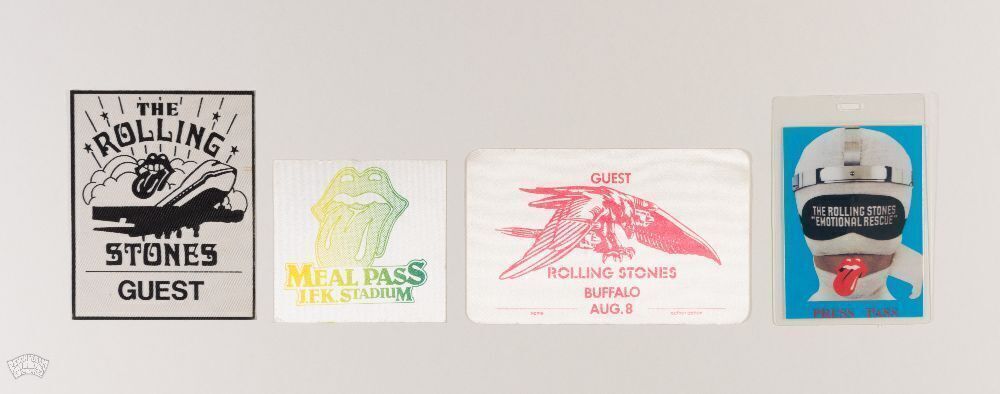 THE
ROLLING
STONES
GUEST
MEAL PASS
J.F.K. STADIUM
GUEST
ROLLING STONES
BUFFALO
AUG. 8
name
THE ROLLING STONES
"EMOTIONAL RESCUE"
PRESS PASS